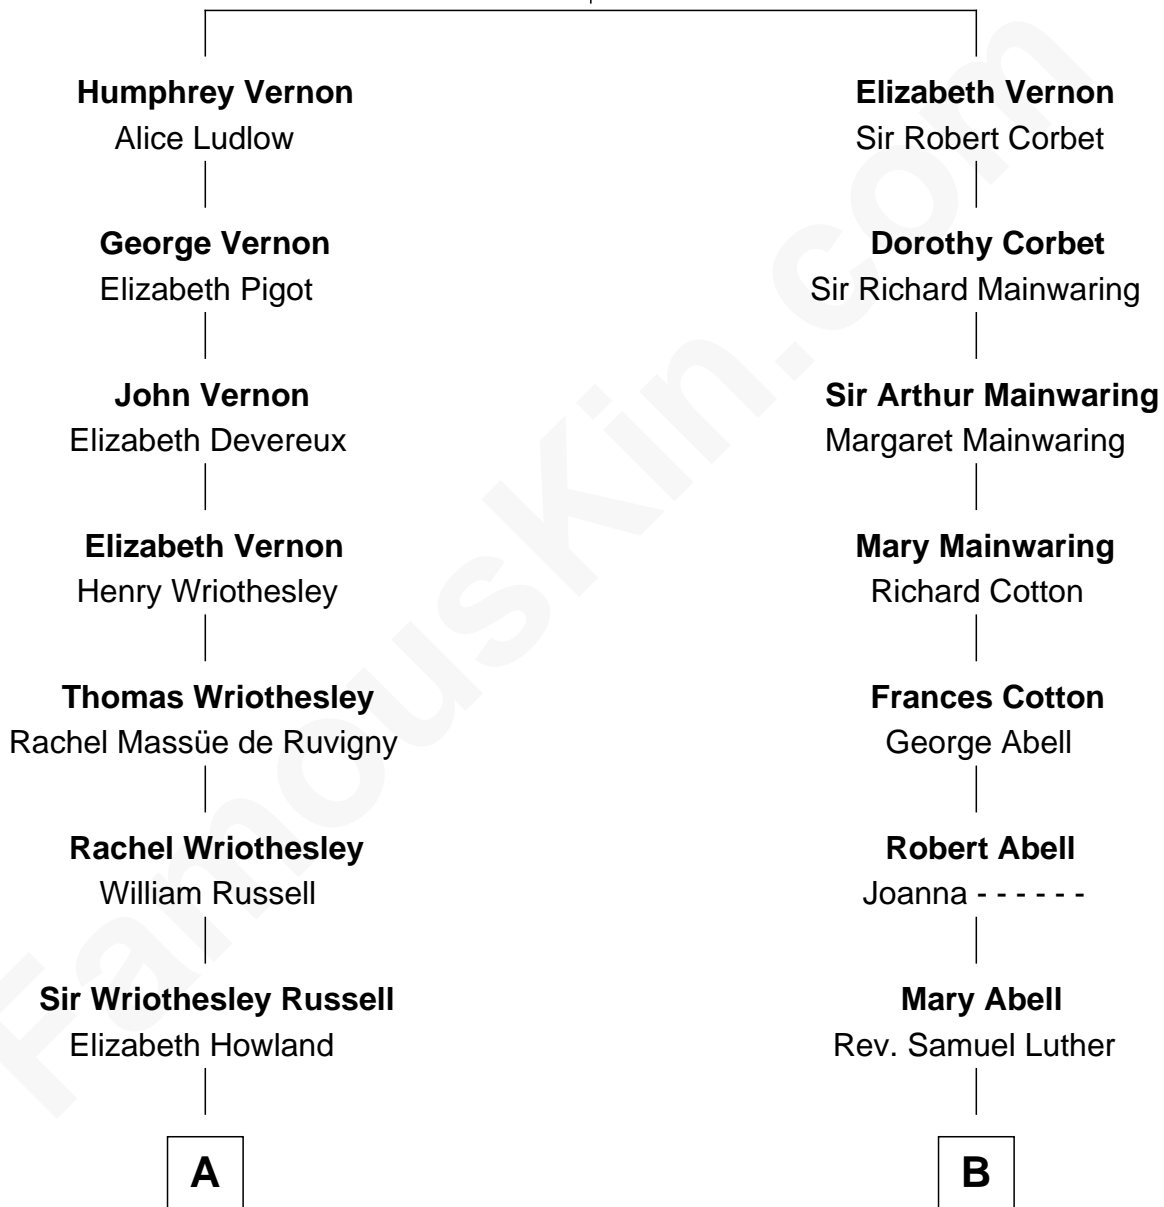 Humphrey Vernon
Alice Ludlow
George Vernon
Elizabeth Pigot
John Vernon
Elizabeth Devereux
Elizabeth Vernon
Henry Wriothesley
Thomas Wriothesley
Rachel Massüe de Ruvigny
Rachel Wriothesley
William Russell
Sir Wriothesley Russell
Elizabeth Howland
A
Elizabeth Vernon
Sir Robert Corbet
Dorothy Corbet
Sir Richard Mainwaring
Sir Arthur Mainwaring
Margaret Mainwaring
Mary Mainwaring
Richard Cotton
Frances Cotton
George Abell
Robert Abell
Joanna - - - - - -
Mary Abell
Rev. Samuel Luther
B
FamousKin.com